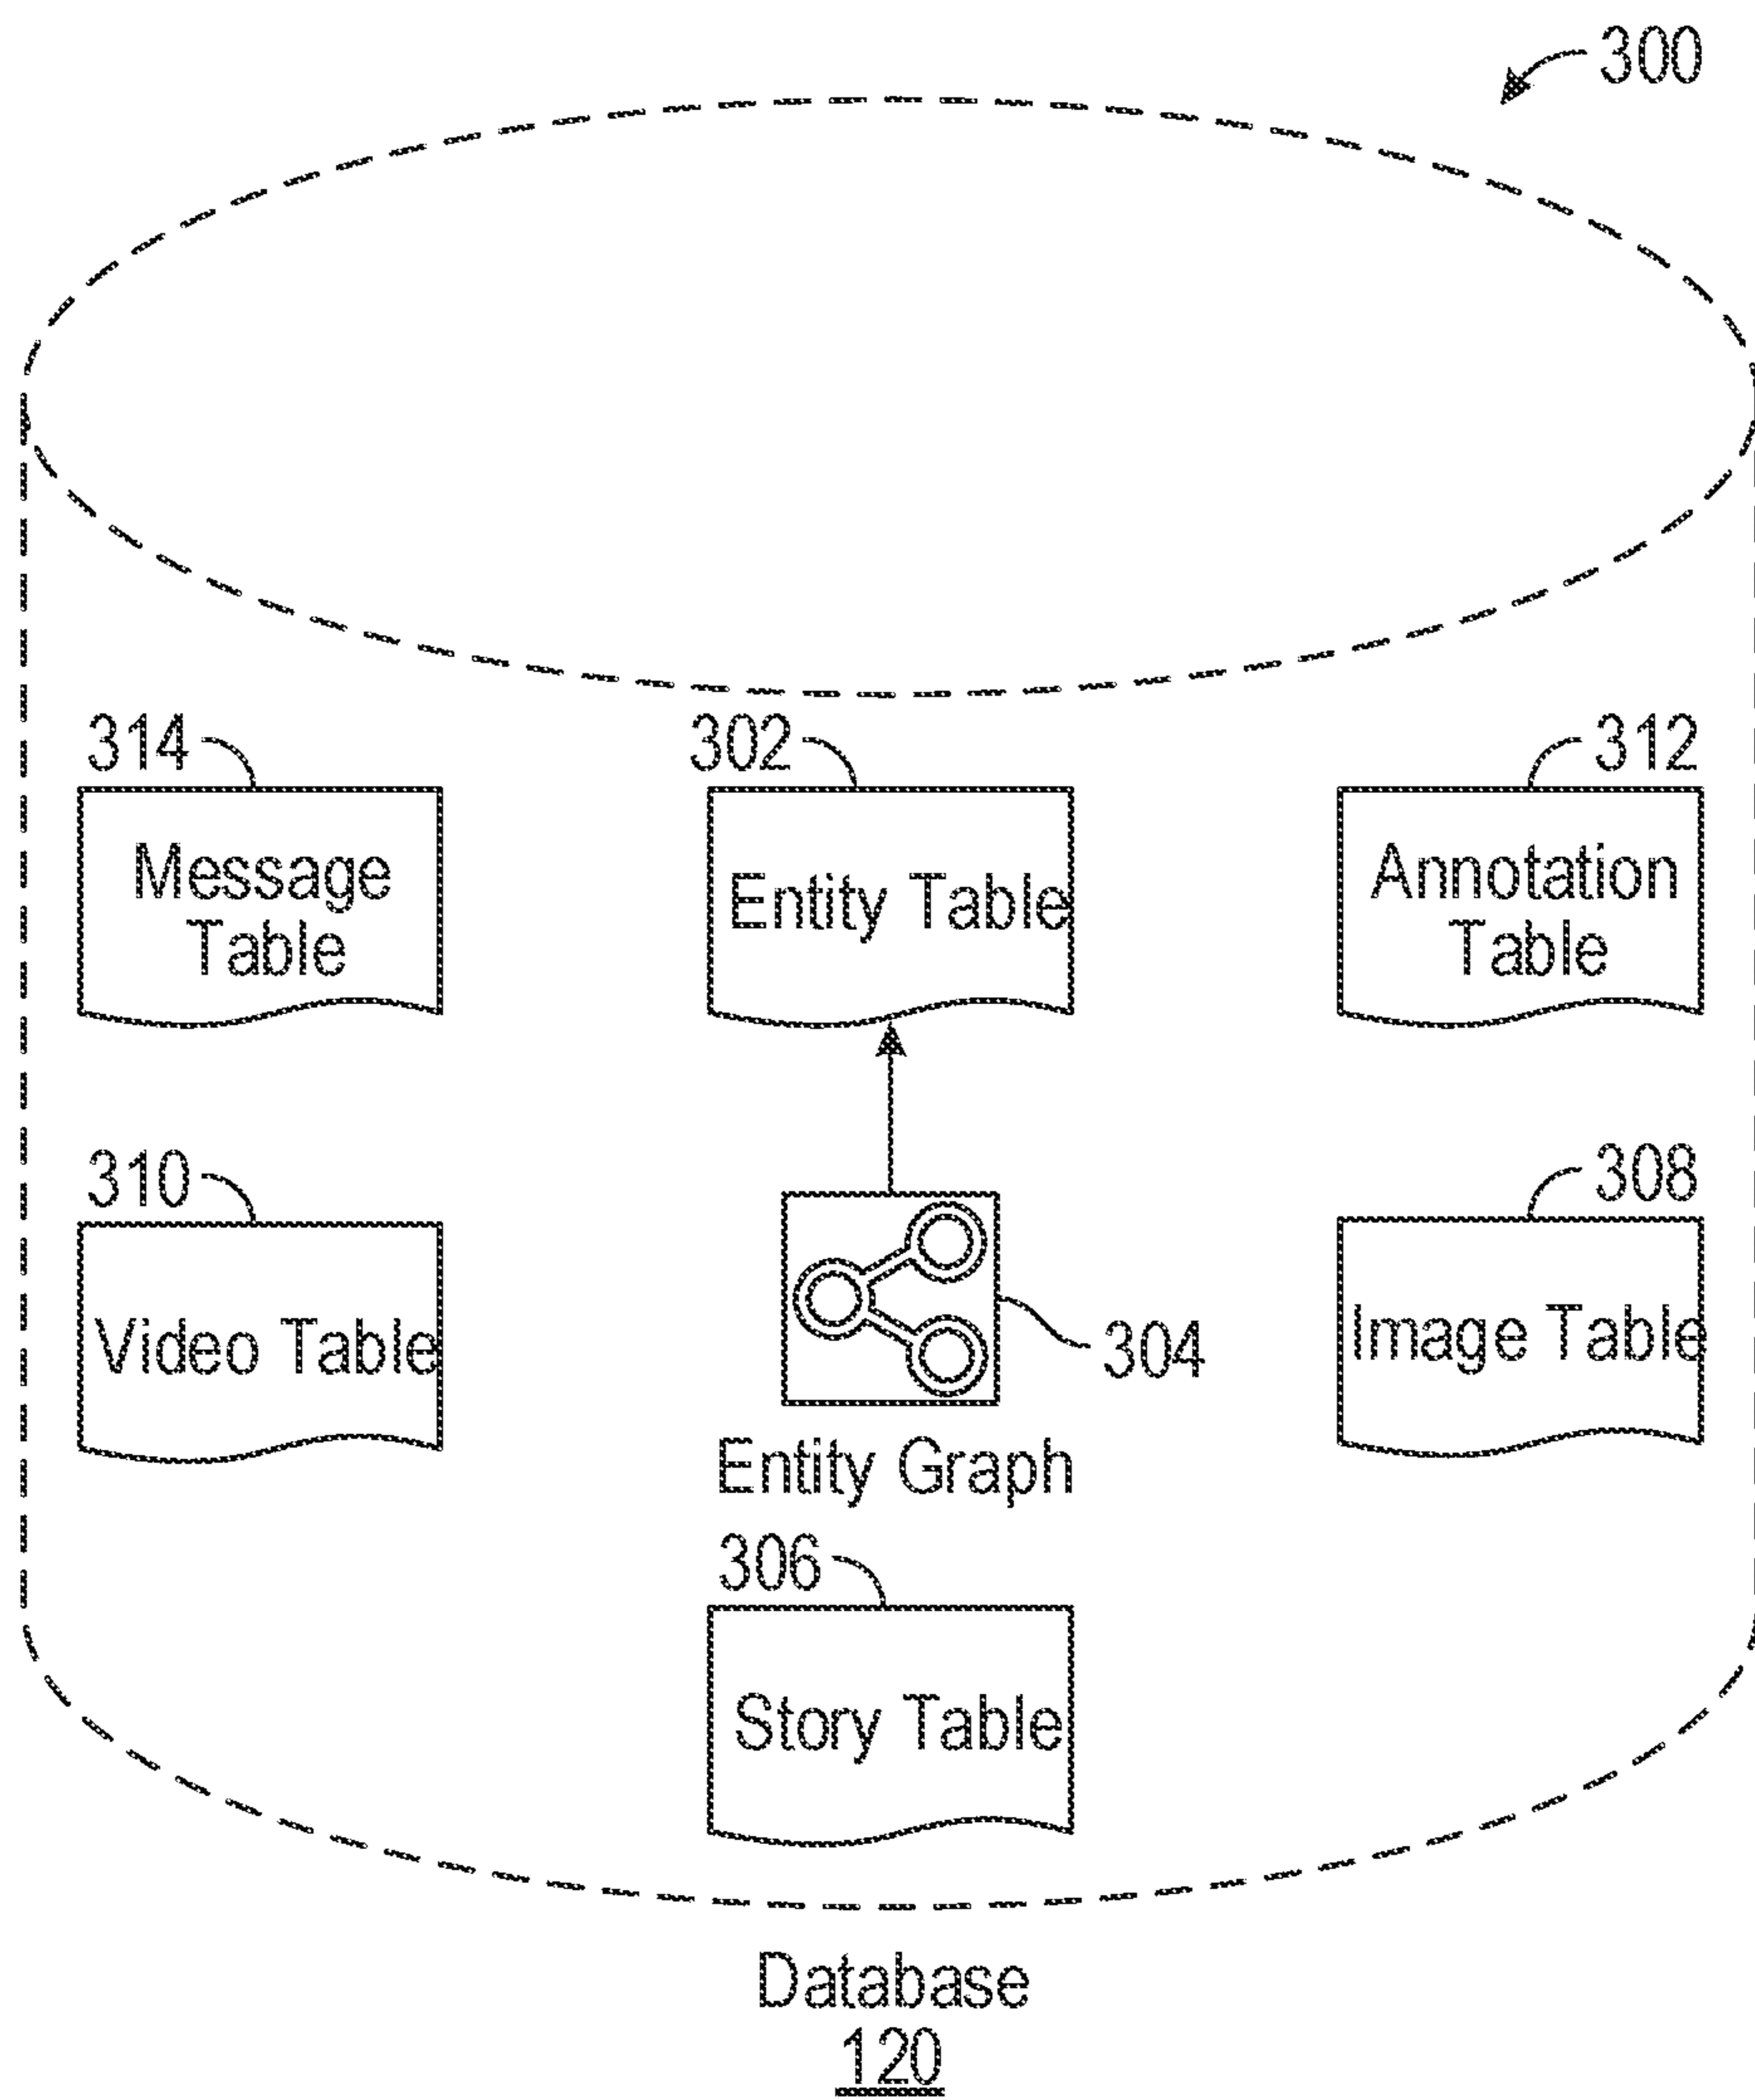 300
314
302
312
Message
Table
Entity Table
Annotation
Table
310
308
Video Table
304
Image Table
Entity Graph
306
Story Table
Database
120